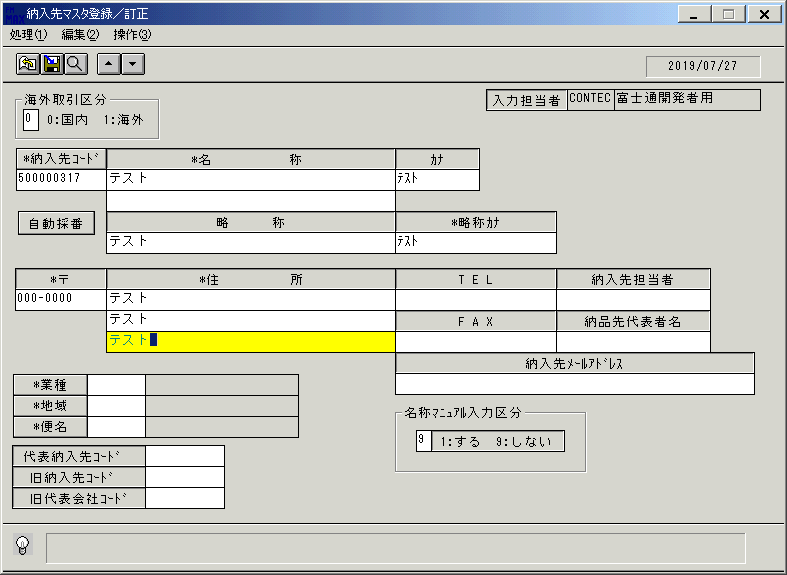 納入先マスタ登録／訂正
処理(1) 編集(2) 操作(3)
2019/07/27
海外取引区分
0 0:国内 1:海外
入力担当者 CONTEC 富士通開発者用
*納入先ｺｰﾄﾞ *名 称 ｶﾅ
500000317 テスト ﾃｽﾄ
自動採番 略 称 *略称ｶﾅ
テスト ﾃｽﾄ
*〒 *住 所 ＴＥＬ 納入先担当者
000-0000 テスト
テスト ＦＡＸ 納品先代表者名
テスト
納入先ﾒｰﾙｱﾄﾞﾚｽ
*業種
*地域
*便名
名称ﾏﾆｭｱﾙ入力区分
9 1:する 9:しない
代表納入先ｺｰﾄﾞ
旧納入先ｺｰﾄﾞ
旧代表会社ｺｰﾄﾞ